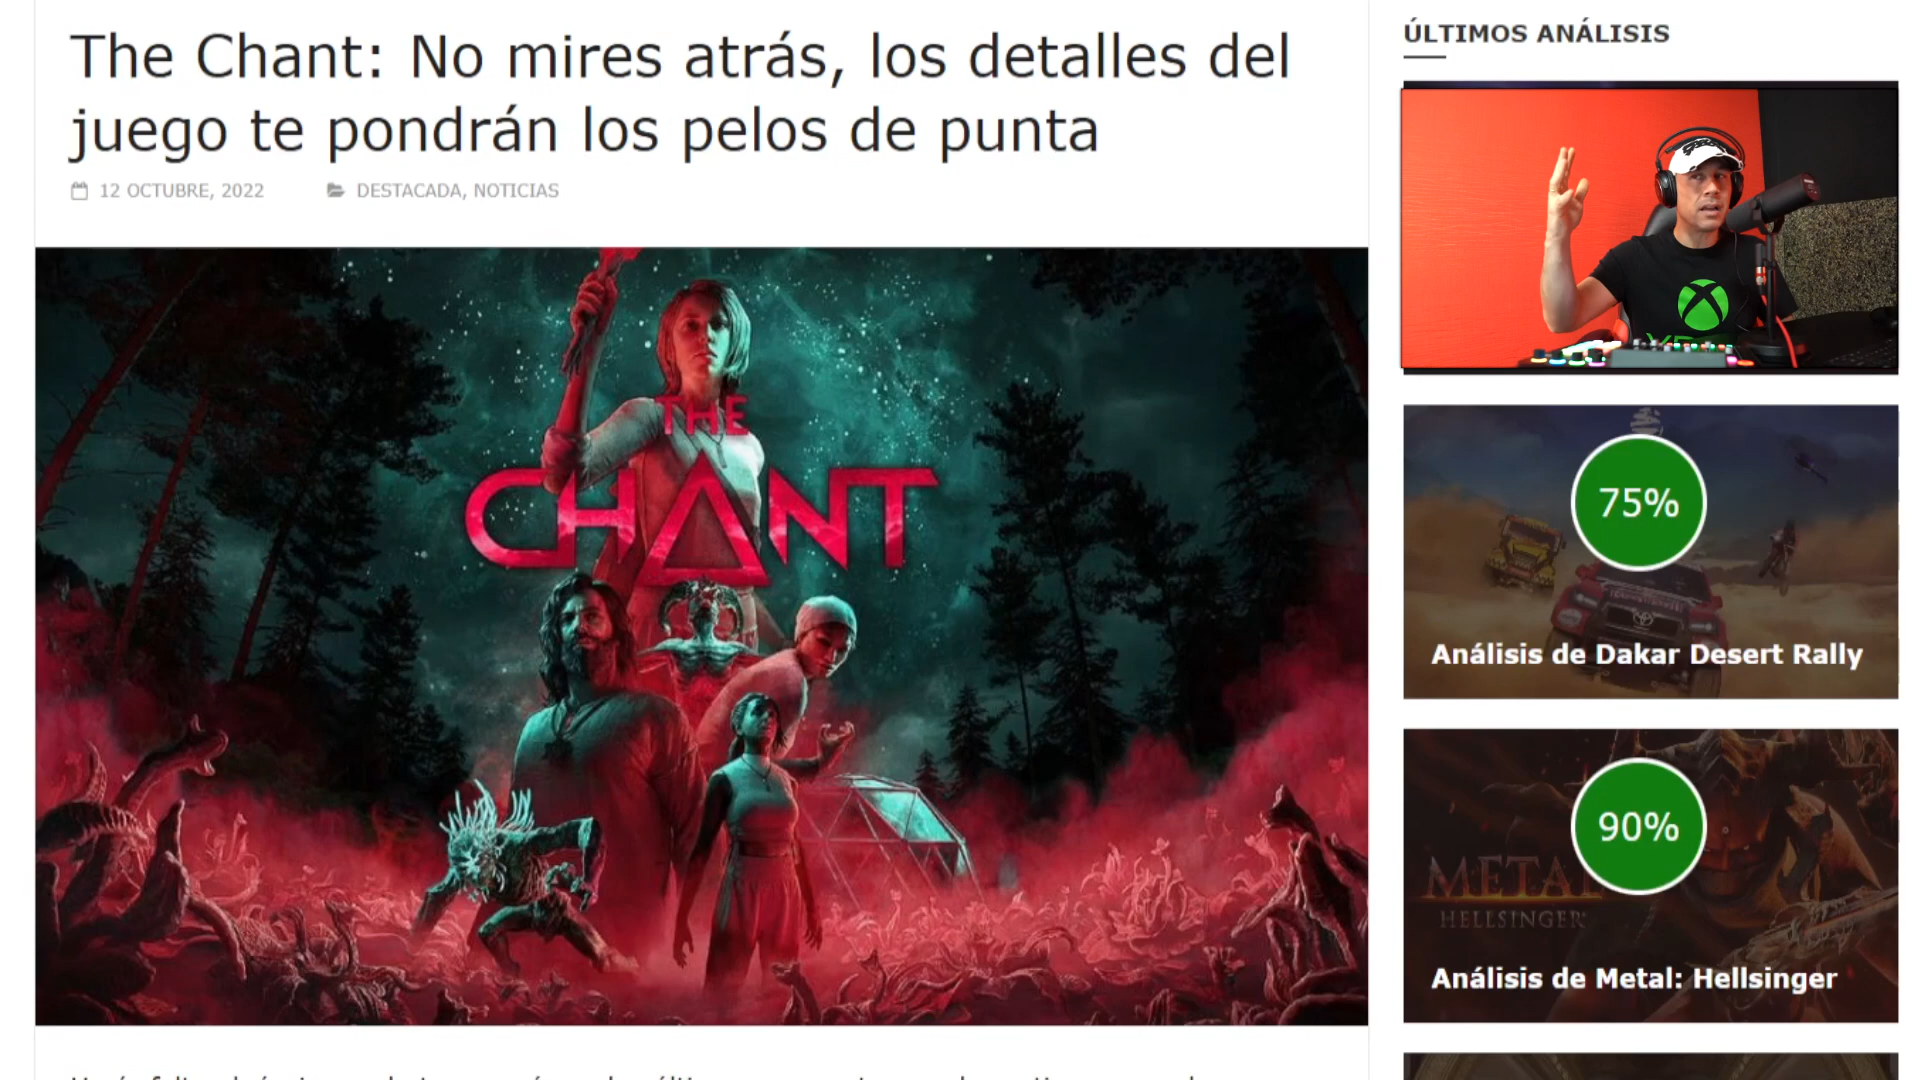 The Chant: No mires atrás, los detalles del
juego te pondrán los pelos de punta
12 OCTUBRE, 2022
DESTACADA, NOTICIAS
THE
CHANT
ÚLTIMOS ANÁLISIS
75%
Análisis de Dakar Desert Rally
90%
METAL
HELLSINGER
Análisis de Metal: Hellsinger